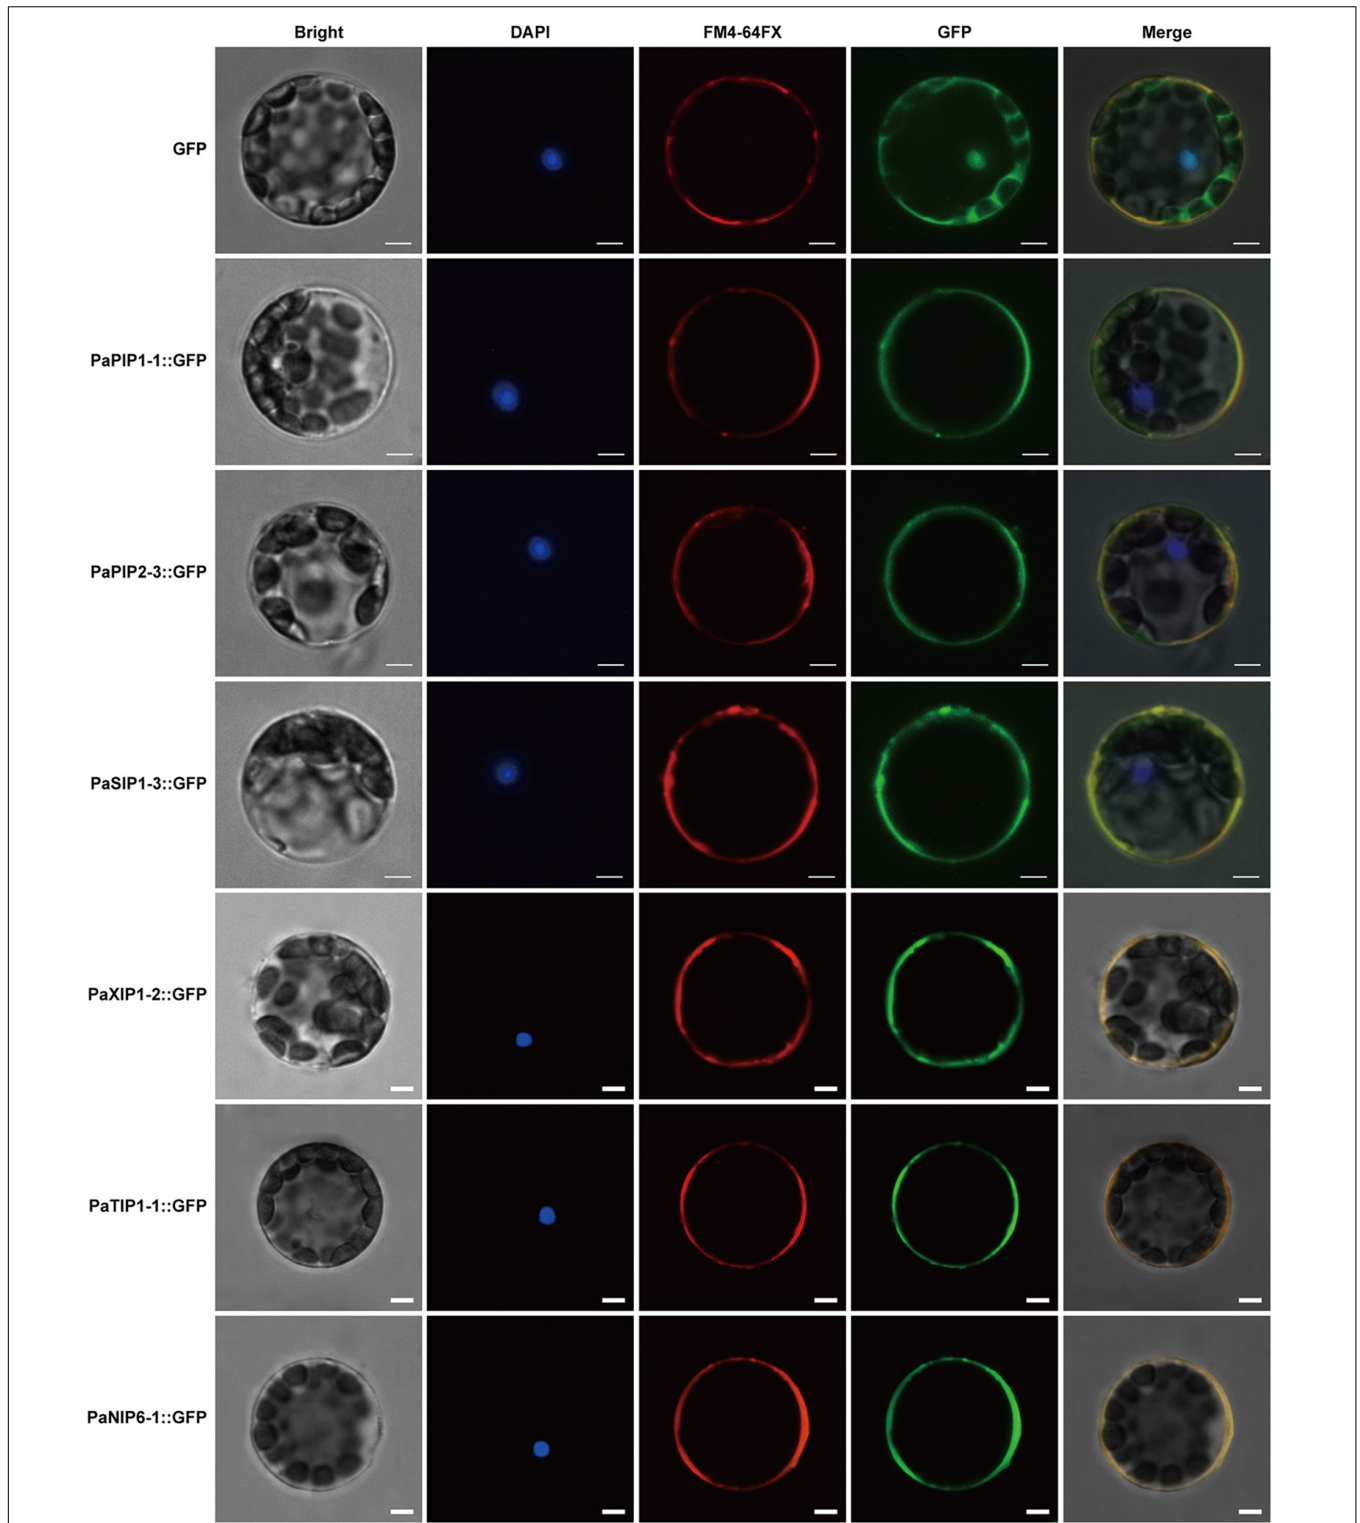 Bright DAPI FM4-64FX GFP Merge
GFP
PaPIP1-1::GFP
PaPIP2-3::GFP
PaSIP1-3::GFP
PaXIP1-2::GFP
PaTIP1-1::GFP
PaNIP6-1::GFP